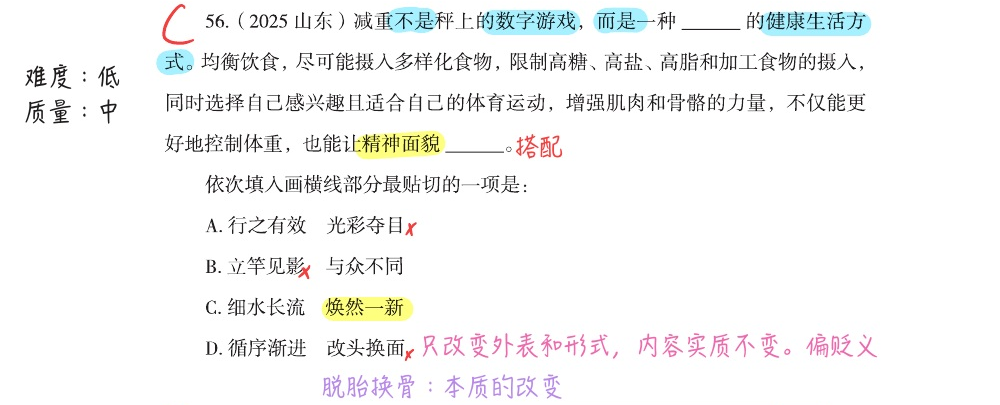 C 56.（2025 山东）减重不是秤上的数字游戏，而是一种 ______ 的健康生活方
难度：低
式。均衡饮食，尽可能摄入多样化食物，限制高糖、高盐、高脂和加工食物的摄入，
质量：中
同时选择自己感兴趣且适合自己的体育运动，增强肌肉和骨骼的力量，不仅能更
好地控制体重，也能让精神面貌 ______。搭配
依次填入画横线部分最贴切的一项是：
A. 行之有效 光彩夺目
B. 立竿见影 与众不同
C. 细水长流 焕然一新
D. 循序渐进 改头换面 只改变外表和形式，内容实质不变。偏贬义
脱胎换骨：本质的改变